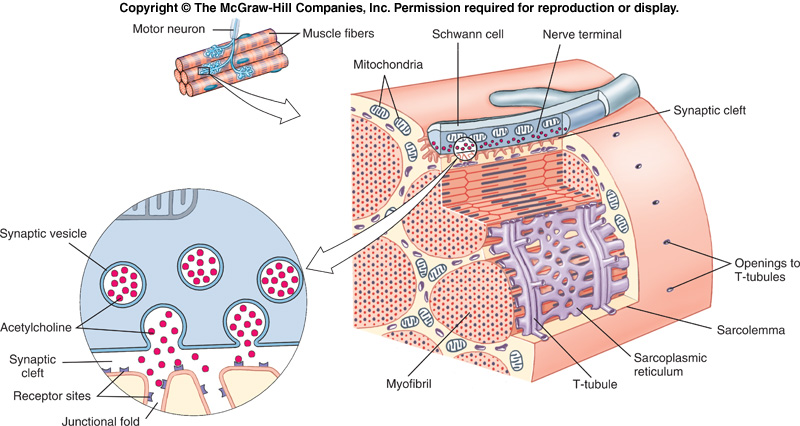 Copyright © The McGraw-Hill Companies, Inc. Permission required for reproduction or display.
Motor neuron
Muscle fibers
Schwann cell
Nerve terminal
Mitochondria
Synaptic cleft
Synaptic vesicle
Opening to
T-tubules
Acetylcholine
Sarcolemma
Synaptic
cleft
Sarcoplasmic
reticulum
Myofibril
T-tubule
Receptor sites
Junctional fold